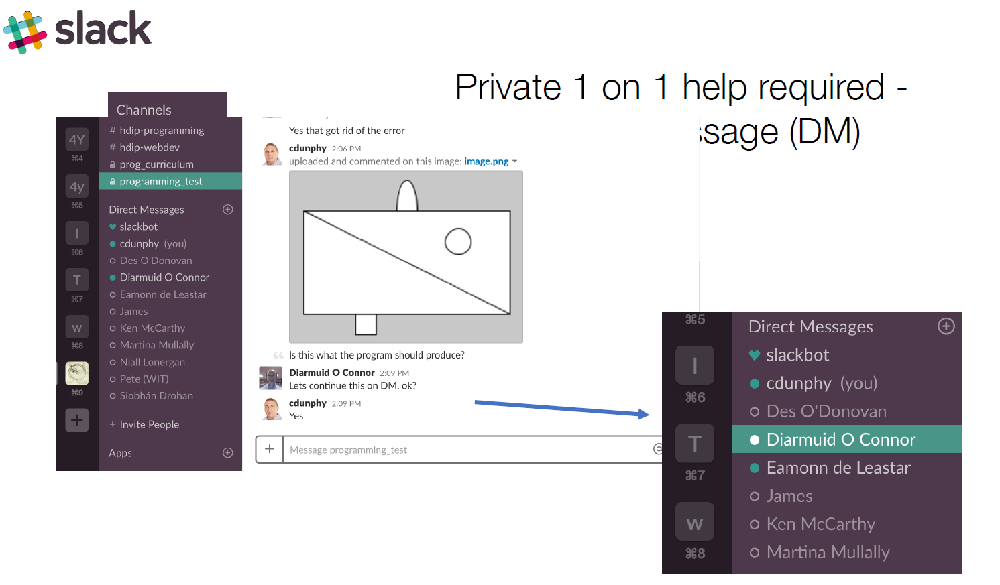 slack
Private 1 on 1 help required -
ssage (DM)
Channels
# hdip-programming
# hdip-webdev
prog_curriculum
programming_test
Direct Messages
slackbot
cdunphy (you)
Des O'Donovan
Diarmuid O Connor
Eamonn de Leastar
James
Ken McCarthy
Martina Mullally
Niall Lonergan
Pete (WIT)
Siobhán Drohan
+ Invite People
Apps
4Y
⌘4
4y
⌘5
I
⌘6
T
⌘7
w
⌘8
⌘9
+
Yes that got rid of the error
cdunphy 2:06 PM
uploaded and commented on this image: image.png
Is this what the program should produce?
Diarmuid O Connor 2:09 PM
Lets continue this on DM. ok?
cdunphy 2:09 PM
Yes
+ Message programming_test @
⌘5
I
⌘6
T
⌘7
w
⌘8
Direct Messages
slackbot
cdunphy (you)
Des O'Donovan
Diarmuid O Connor
Eamonn de Leastar
James
Ken McCarthy
Martina Mullally